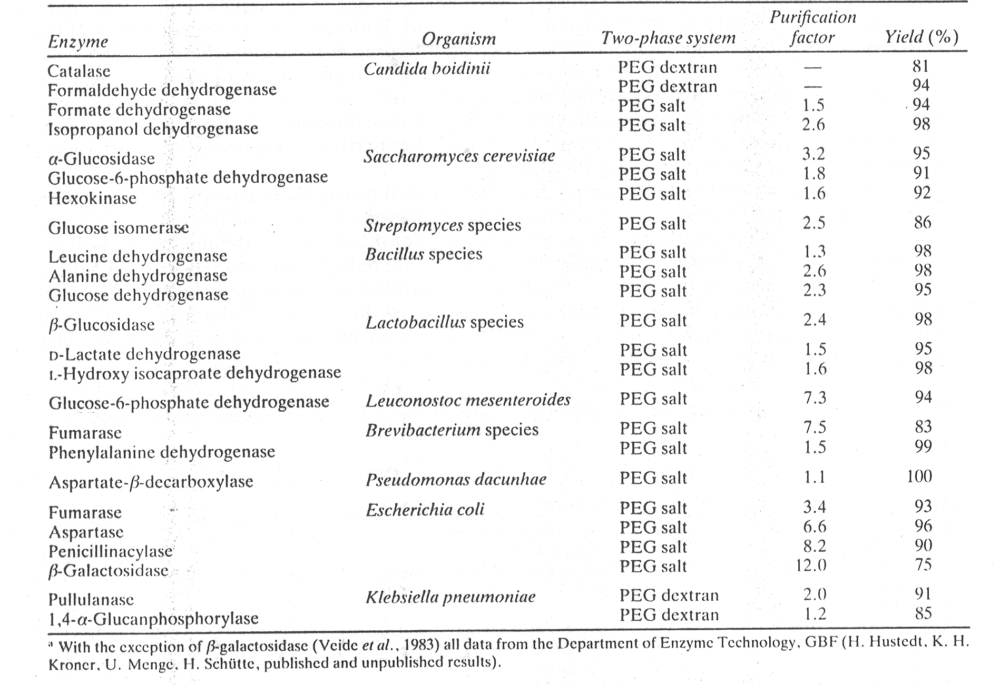 Purification
Enzyme Organism Two-phase system factor Yield (%)
Catalase Candida boidinii PEG dextran — 81
Formaldehyde dehydrogenase PEG dextran — 94
Formate dehydrogenase PEG salt 1.5 94
Isopropanol dehydrogenase PEG salt 2.6 98
α-Glucosidase Saccharomyces cerevisiae PEG salt 3.2 95
Glucose-6-phosphate dehydrogenase PEG salt 1.8 91
Hexokinase PEG salt 1.6 92
Glucose isomerase Streptomyces species PEG salt 2.5 86
Leucine dehydrogenase Bacillus species PEG salt 1.3 98
Alanine dehydrogenase PEG salt 2.6 98
Glucose dehydrogenase PEG salt 2.3 95
β-Glucosidase Lactobacillus species PEG salt 2.4 98
D-Lactate dehydrogenase PEG salt 1.5 95
L-Hydroxy isocaproate dehydrogenase PEG salt 1.6 98
Glucose-6-phosphate dehydrogenase Leuconostoc mesenteroides PEG salt 7.3 94
Fumarase Brevibacterium species PEG salt 7.5 83
Phenylalanine dehydrogenase PEG salt 1.5 99
Aspartate-β-decarboxylase Pseudomonas dacunhae PEG salt 1.1 100
Fumarase Escherichia coli PEG salt 3.4 93
Aspartase PEG salt 6.6 96
Penicillinacylase PEG salt 8.2 90
β-Galactosidase PEG salt 12.0 75
Pullulanase Klebsiella pneumoniae PEG dextran 2.0 91
1,4-α-Glucanphosphorylase PEG dextran 1.2 85
a With the exception of β-galactosidase (Veide et al., 1983) all data from the Department of Enzyme Technology, GBF (H. Hustedt, K. H.
Kroner, U. Menge, H. Schütte, published and unpublished results).